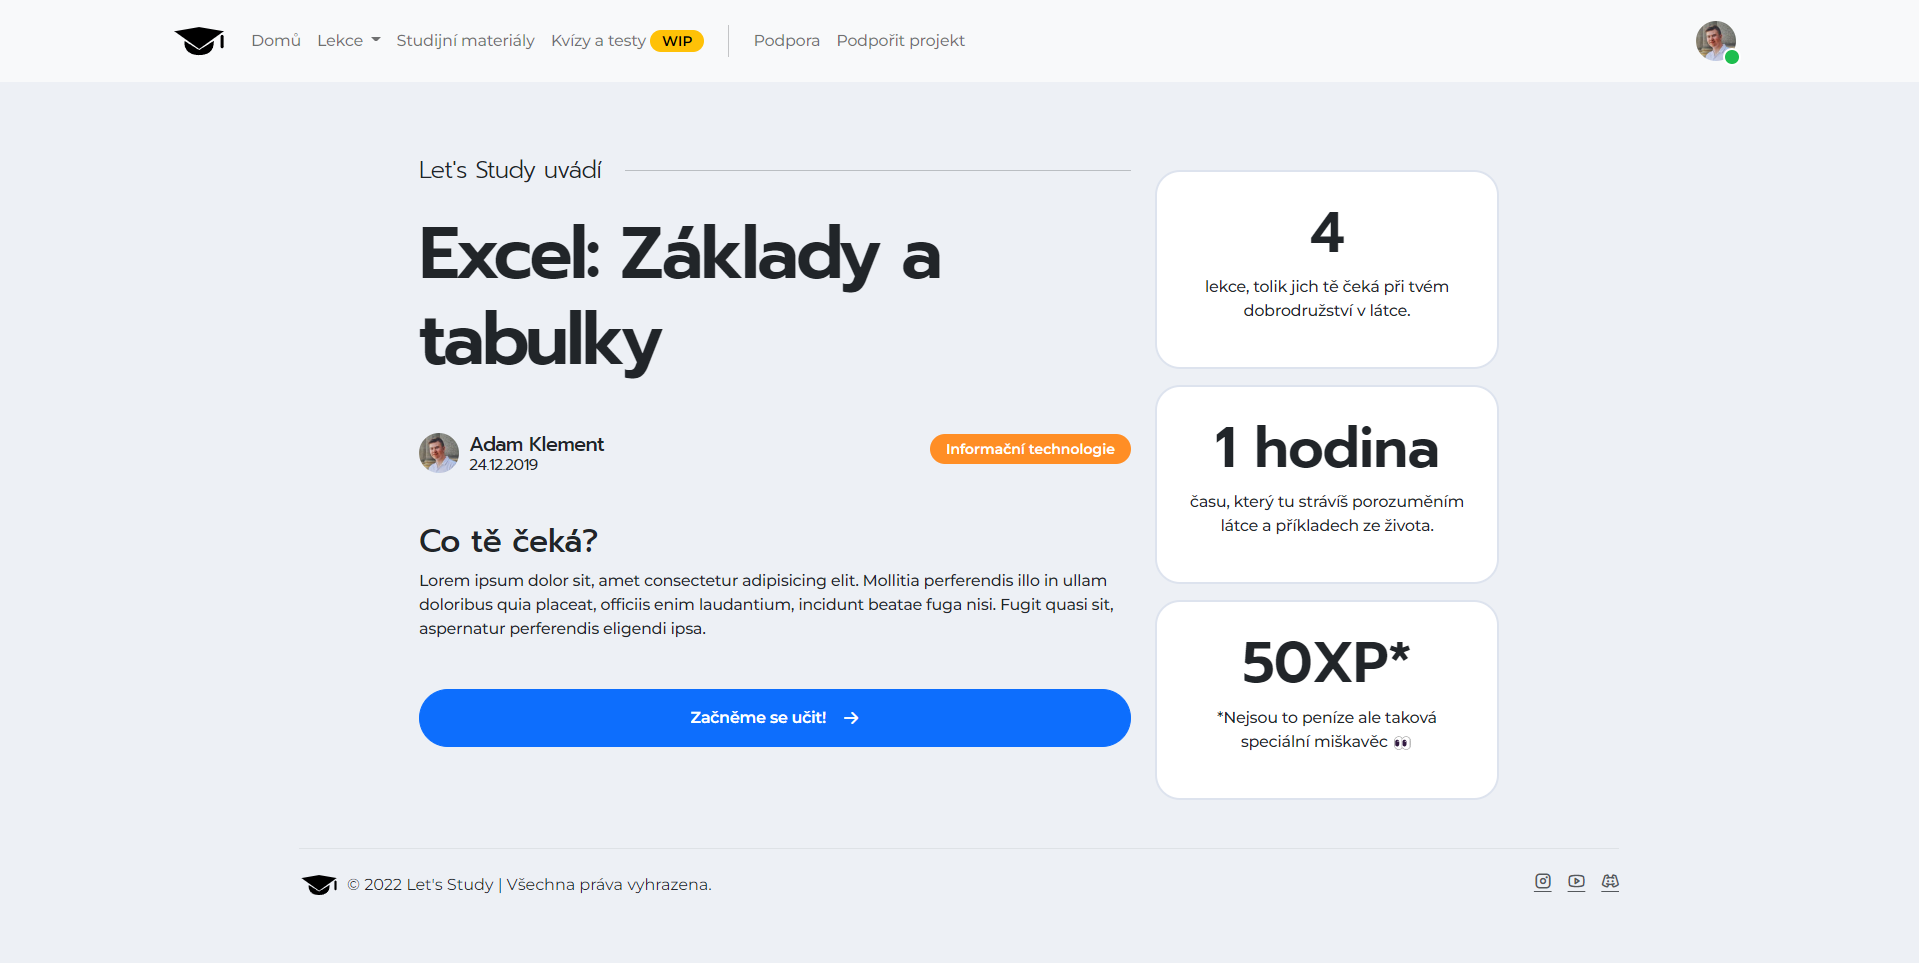 Domů Lekce Studijní materiály Kvízy a testy WIP Podpora Podpořit projekt
Let's Study uvádí
Excel: Základy a
tabulky
Adam Klement
24.12.2019
Informační technologie
Co tě čeká?
Lorem ipsum dolor sit, amet consectetur adipisicing elit. Mollitia perferendis illo in ullam
doloribus quia placeat, officiis enim laudantium, incidunt beatae fuga nisi. Fugit quasi sit,
aspernatur perferendis eligendi ipsa.
Začněme se učit! →
4
lekce, tolik jich tě čeká při tvém
dobrodružství v látce.
1 hodina
času, který tu strávíš porozuměním
látce a příkladech ze života.
50XP*
*Nejsou to peníze ale taková
speciální miškavěc 👀
© 2022 Let's Study | Všechna práva vyhrazena.